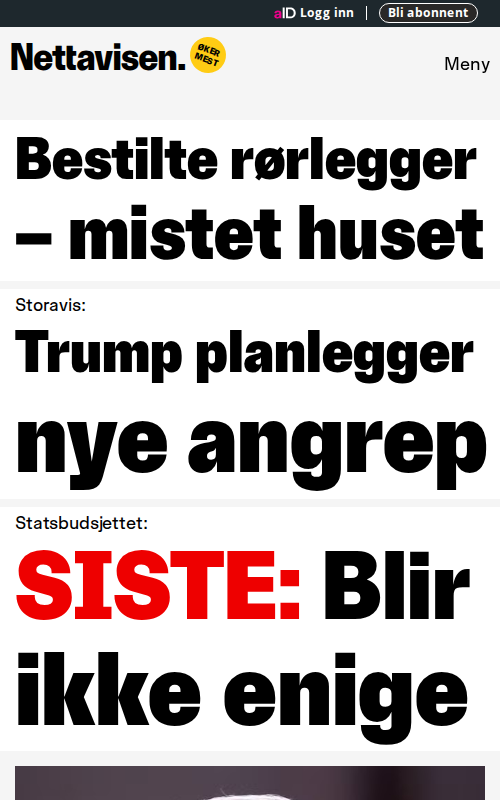 aID Logg inn
Bli abonnent
Nettavisen.
ØKER
MEST
Meny
Bestilte rørlegger
– mistet huset
Storavis:
Trump planlegger
nye angrep
Statsbudsjettet:
SISTE: Blir
ikke enige